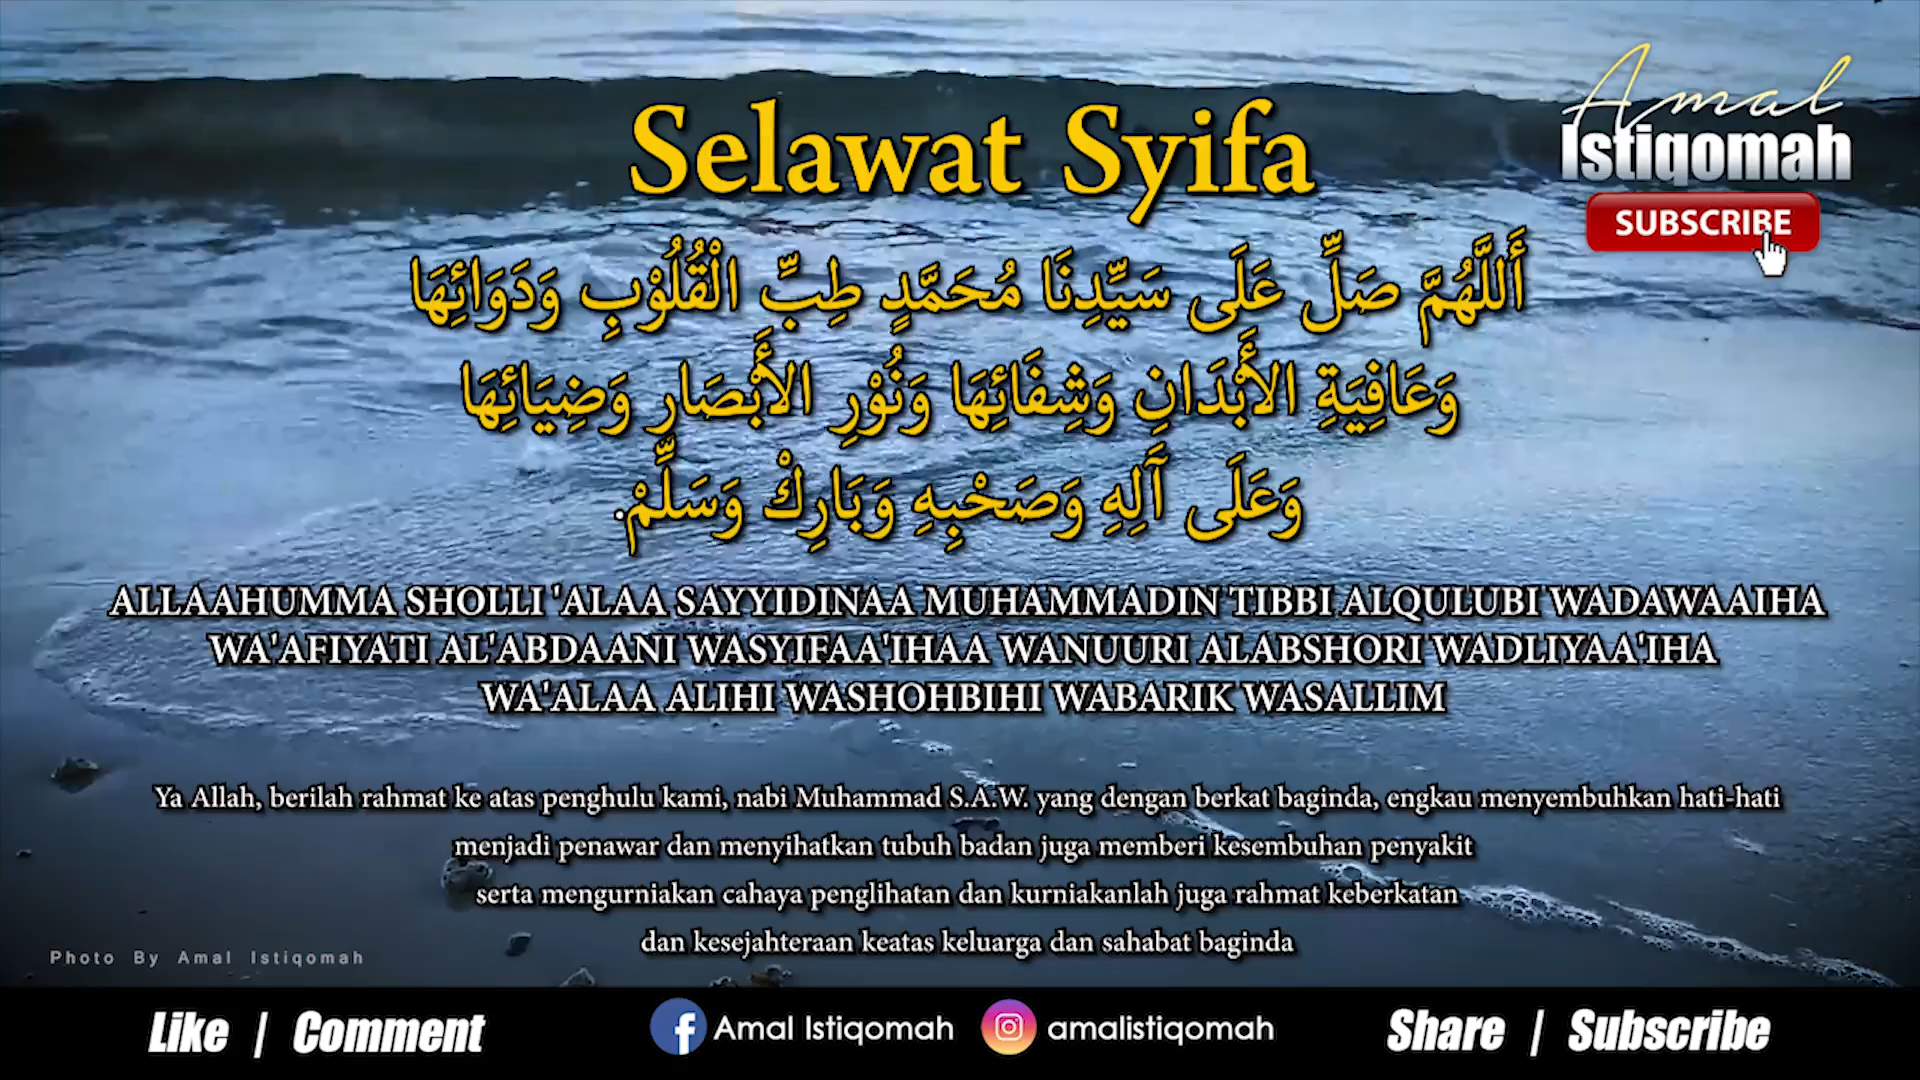 Amal
Istiqomah
SUBSCRIBE
Selawat Syifa
أَللَّهُمَّ صَلِّ عَلَى سَيِّدِنَا مُحَمَّدٍ طِبِّ الْقُلُوْبِ وَدَوَائِهَا
وَعَافِيَةِ الأَبْدَانِ وَشِفَائِهَا وَنُوْرِ الأَبْصَارِ وَضِيَائِهَا
وَعَلَى آلِهِ وَصَحْبِهِ وَبَارِكْ وَسَلِّمْ.
ALLAAHUMMA SHOLLI 'ALAA SAYYIDINAA MUHAMMADIN TIBBI ALQULUBI WADAWAAIHA
WA'AFIYATI AL'ABDAANI WASYIFAA'IHAA WANUURI ALABSHORI WADLIYAA'IHA
WA'ALAA ALIHI WASHOHBIHI WABARIK WASALLIM
Ya Allah, berilah rahmat ke atas penghulu kami, nabi Muhammad S.A.W. yang dengan berkat baginda, engkau menyembuhkan hati-hati
menjadi penawar dan menyihatkan tubuh badan juga memberi kesembuhan penyakit
serta mengurniakan cahaya penglihatan dan kurniakanlah juga rahmat keberkatan
dan kesejahteraan keatas keluarga dan sahabat baginda
Photo By Amal Istiqomah
Like | Comment
Amal Istiqomah
amalistiqomah
Share | Subscribe